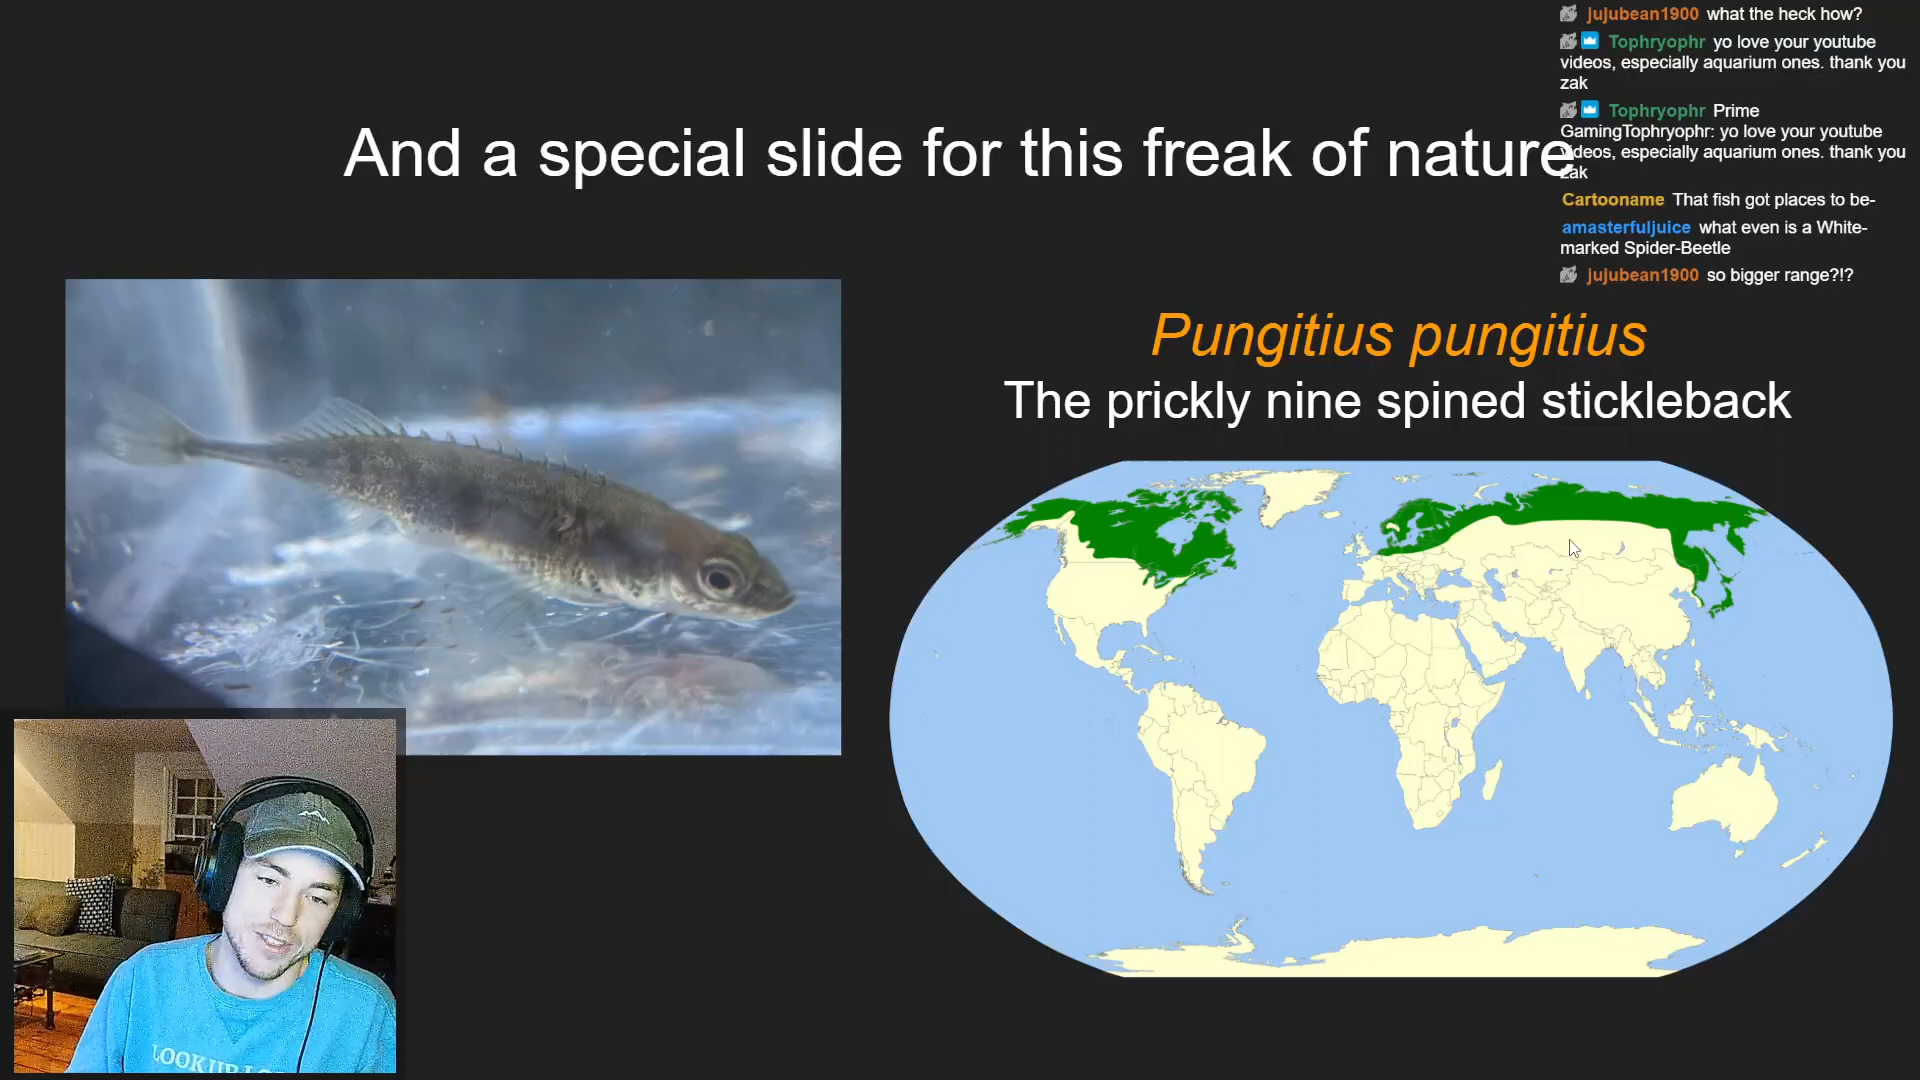 jujubean1900 what the heck how?
Tophryophr yo love your youtube
videos, especially aquarium ones. thank you
zak
Tophryophr Prime
GamingTophryophr: yo love your youtube
videos, especially aquarium ones. thank you
zak
And a special slide for this freak of nature
Cartooname That fish got places to be-
amasterfuljuice what even is a White-
marked Spider-Beetle
jujubean1900 so bigger range?!?
Pungitius pungitius
The prickly nine spined stickleback
LOOK UP